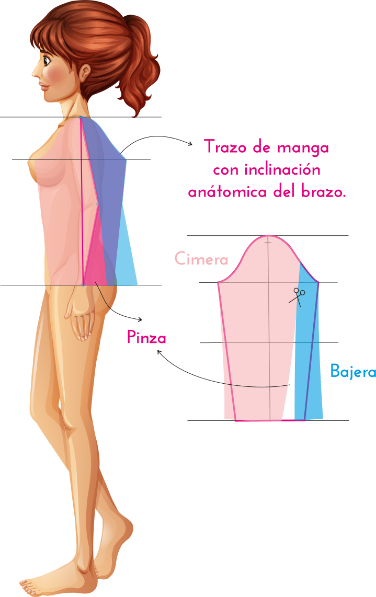 Trazo de manga
con inclinación
anátomica del brazo.
Cimera
Pinza
Bajera